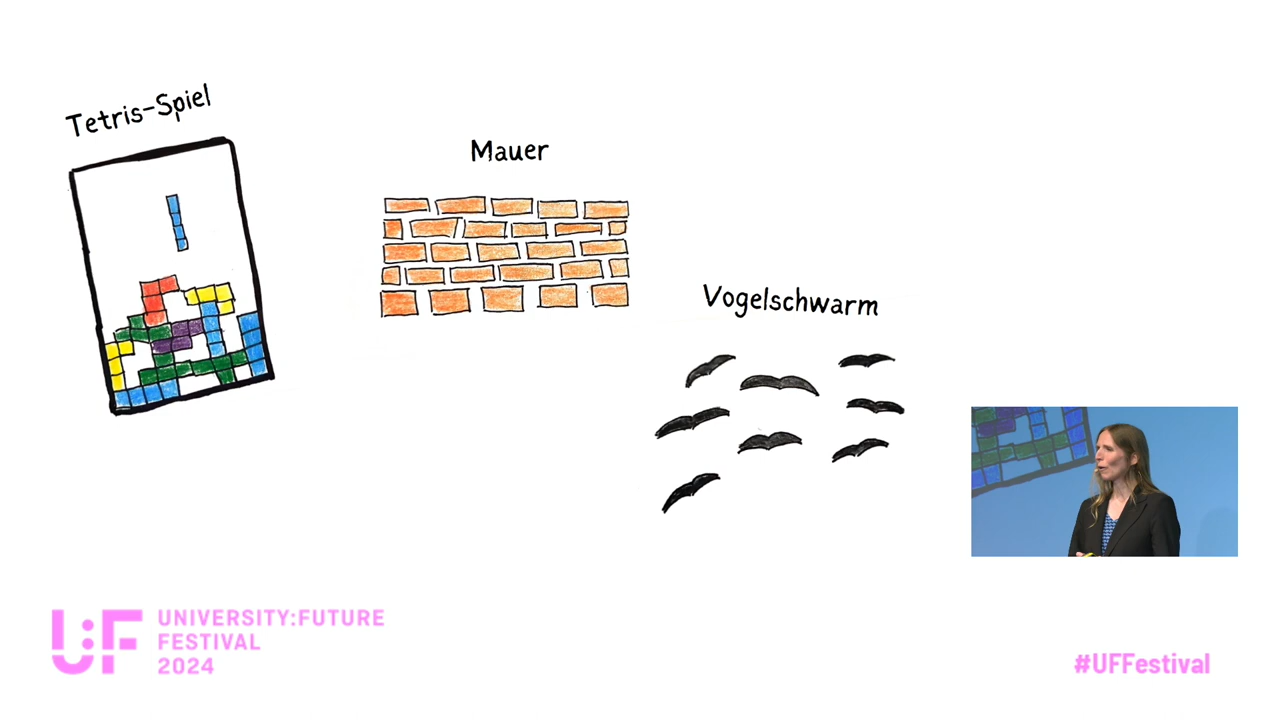 Tetris-Spiel
Mauer
Vogelschwarm
U:F
UNIVERSITY:FUTURE
FESTIVAL
2024
#UFFestival